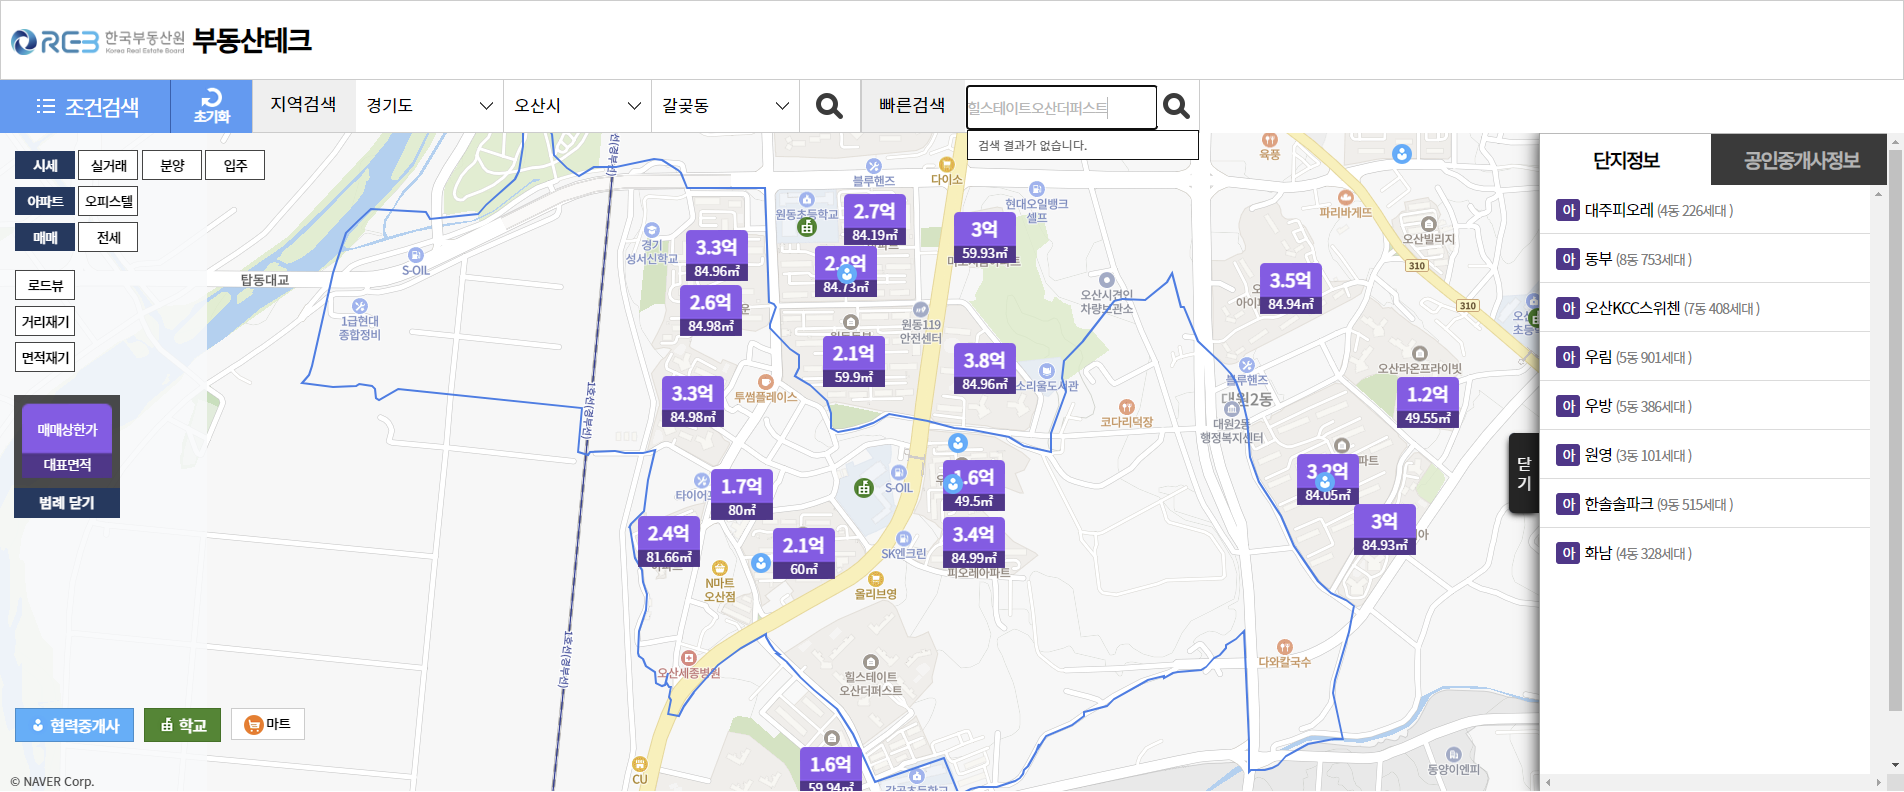 REB 한국부동산원 부동산테크
Korea Real Estate Board
조건검색
초기화
지역검색
경기도
오산시
갈곶동
빠른검색
힐스테이트오산더퍼스트
검색 결과가 없습니다.
시세
실거래
분양
입주
아파트
오피스텔
매매
전세
로드뷰
거리재기
면적재기
매매상한가
대표면적
범례 닫기
협력중개사
학교
마트
© NAVER Corp.
탑동대교
S-OIL
1급현대
종합정비
경기
성서신학교
블루핸즈
다이소
원동초등학교
현대오일뱅크
셀프
육풍
파리바게뜨
오산빌리지
310
310
2.7억
84.19㎡
3억
59.93㎡
3.3억
84.96㎡
2.8억
84.73㎡
3.5억
84.94㎡
2.6억
84.98㎡
오산시견인
차량보관소
원동119
안전센터
2.1억
59.9㎡
3.8억
84.96㎡
소리울도서관
블루핸즈
대원2동
오산라온프라이빗
3.3억
84.98㎡
투썸플레이스
코다리덕장
대원2동
행정복지센터
1.2억
49.55㎡
1호선(경부선)
1.7억
80㎡
S-OIL
1.6억
49.5㎡
3.2억
84.05㎡
2.4억
81.66㎡
2.1억
60㎡
SK엔크린
3.4억
84.99㎡
피오레아파트
3억
84.93㎡
N마트
오산점
올리브영
1호선(경부선)
오산세종병원
힐스테이트
오산더퍼스트
다와칼국수
CU
1.6억
59.94㎡
갈곶초등학교
동양이엔피
닫
기
단지정보
공인중개사정보
아 대주피오레 (4동 226세대 )
아 동부 (8동 753세대 )
아 오산KCC스위첸 (7동 408세대 )
아 우림 (5동 901세대 )
아 우방 (5동 386세대 )
아 원영 (3동 101세대 )
아 한솔솔파크 (9동 515세대 )
아 화남 (4동 328세대 )